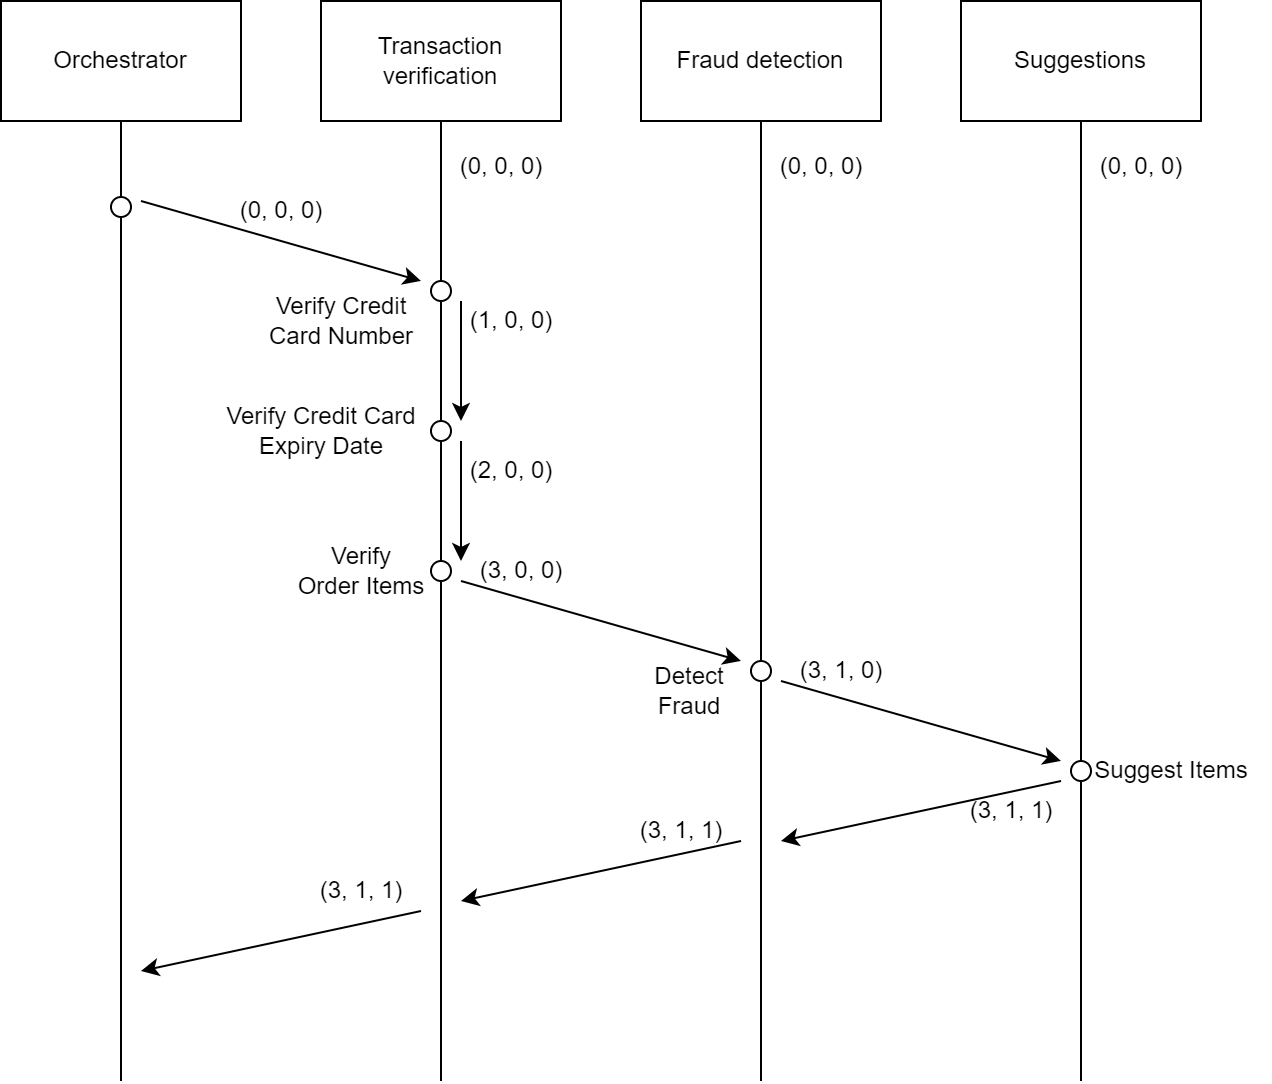 Orchestrator
Transaction
verification
Fraud detection
Suggestions
(0, 0, 0)
(0, 0, 0)
(0, 0, 0)
(0, 0, 0)
Verify Credit
Card Number
(1, 0, 0)
Verify Credit Card
Expiry Date
(2, 0, 0)
Verify
Order Items
(3, 0, 0)
Detect
Fraud
(3, 1, 0)
Suggest Items
(3, 1, 1)
(3, 1, 1)
(3, 1, 1)